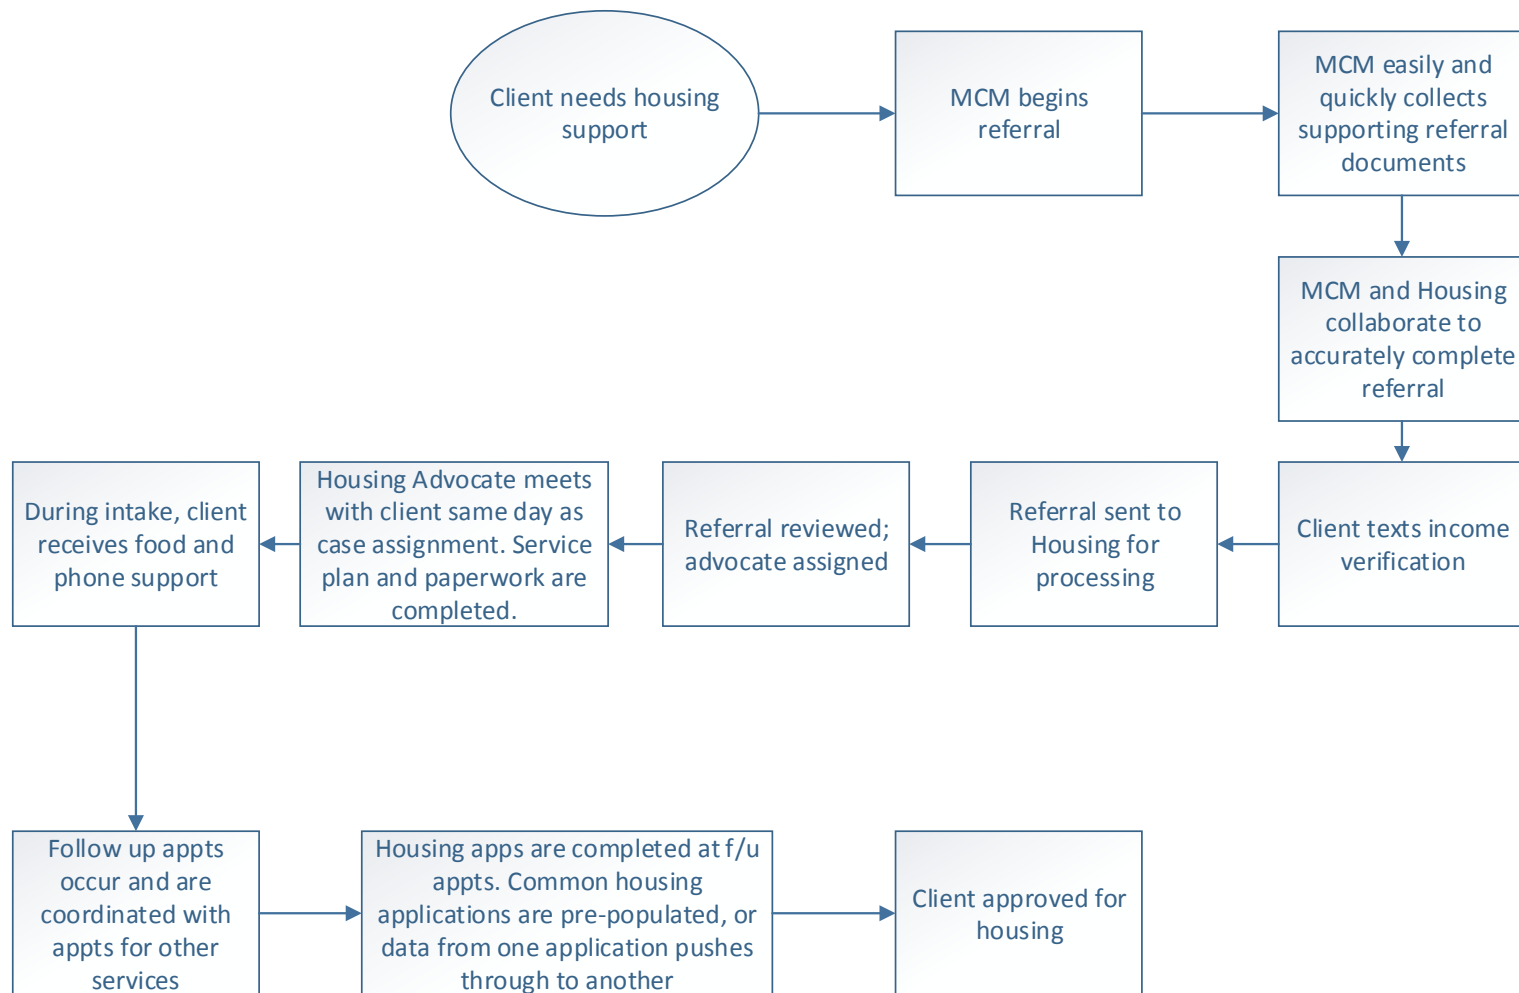 Client needs housing
support
MCM begins
referral
MCM easily and
quickly collects
supporting referral
documents
MCM and Housing
collaborate to
accurately complete
referral
Client texts income
verification
Referral sent to
Housing for
processing
Referral reviewed;
advocate assigned
Housing Advocate meets
with client same day as
case assignment. Service
plan and paperwork are
completed.
During intake, client
receives food and
phone support
Follow up appts
occur and are
coordinated with
appts for other
services
Housing apps are completed at f/u
appts. Common housing
applications are pre-populated, or
data from one application pushes
through to another
Client approved for
housing